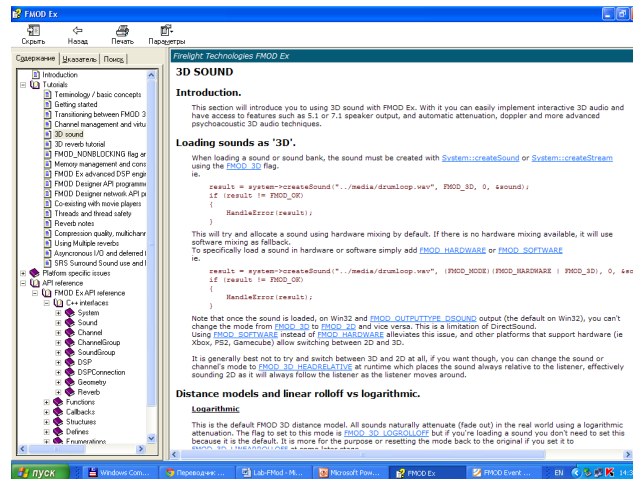 FMOD Ex
Скрыть Назад Печать Параметры
Содержание Указатель Поиск
Introduction
Tutorials
Terminology / basic concepts
Getting started
Transitioning between FMOD 3
Channel management and virtu
3D sound
3D reverb tutorial
FMOD_NONBLOCKING flag ar
Memory management and cons
FMOD Ex advanced DSP engir
FMOD Designer API programme
FMOD Designer network API pr
Co-existing with movie players
Threads and thread safety
Reverb notes
Compression quality, multichanr
Using Multiple reverbs
Asyncronous I/O and deferred I
SRS Surround Sound use and I
Platform specific issues
API reference
FMOD Ex API reference
C++ interfaces
System
Sound
Channel
ChannelGroup
SoundGroup
DSP
DSPConnection
Geometry
Reverb
Functions
Callbacks
Structures
Defines
Enumerations
Firelight Technologies FMOD Ex
3D SOUND
Introduction.
This section will introduce you to using 3D sound with FMOD Ex. With it you can easily implement interactive 3D audio and
have access to features such as 5.1 or 7.1 speaker output, and automatic attenuation, doppler and more advanced
psychoacoustic 3D audio techniques.
Loading sounds as '3D'.
When loading a sound or sound bank, the sound must be created with System::createSound or System::createStream
using the FMOD_3D flag.
ie.
result = system->createSound("../media/drumloop.wav", FMOD_3D, 0, &sound);
if (result != FMOD_OK)
{
HandleError(result);
}
This will try and allocate a sound using hardware mixing by default. If there is no hardware mixing available, it will use
software mixing as fallback.
To specifically load a sound in hardware or software simply add FMOD_HARDWARE or FMOD_SOFTWARE
ie.
result = system->createSound("../media/drumloop.wav", (FMOD_MODE)(FMOD_HARDWARE | FMOD_3D), 0, &so
if (result != FMOD_OK)
{
HandleError(result);
}
Note that once the sound is loaded, on Win32 and FMOD_OUTPUTTYPE_DSOUND output (the default on Win32), you can't
change the mode from FMOD_3D to FMOD_2D and vice versa. This is a limitation of DirectSound.
Using FMOD_SOFTWARE instead of FMOD_HARDWARE alleviates this issue, and other platforms that support hardware (ie
Xbox, PS2, Gamecube) allow switching between 2D and 3D.
It is generally best not to try and switch between 3D and 2D at all, if you want though, you can change the sound or
channel's mode to FMOD_3D_HEADRELATIVE at runtime which places the sound always relative to the listener, effectively
sounding 2D as it will always follow the listener as the listener moves around.
Distance models and linear rolloff vs logarithmic.
Logarithmic
This is the default FMOD 3D distance model. All sounds naturally attenuate (fade out) in the real world using a logarithmic
attenuation. The flag to set to this mode is FMOD_3D_LOGROLLOFF but if you're loading a sound you don't need to set this
because it is the default. It is more for the purpose or resetting the mode back to the original if you set it to
FMOD_3D_LINEARROLLOFF at some later stage.
пуск Windows Com... Переводчик: ... Lab-FMod - Mi... Microsoft Pow... FMOD Ex FMOD Event ... EN 14:3